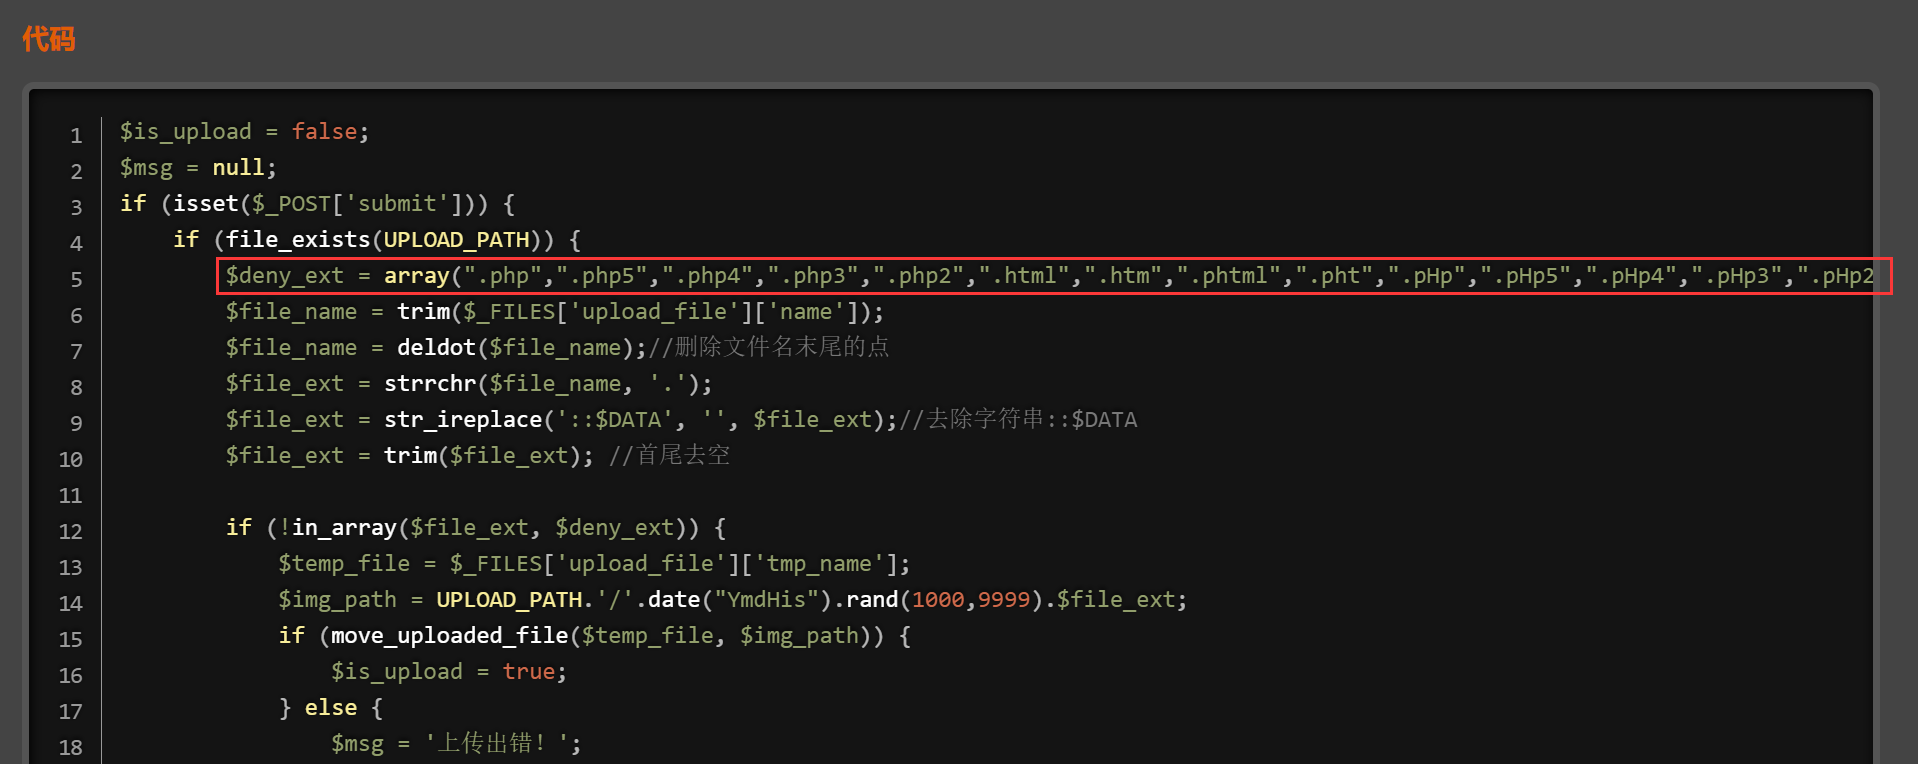 代码
1 $is_upload = false;
2 $msg = null;
3 if (isset($_POST['submit'])) {
4     if (file_exists(UPLOAD_PATH)) {
5         $deny_ext = array(".php",".php5",".php4",".php3",".php2",".html",".htm",".phtml",".pht",".pHp",".pHp5",".pHp4",".pHp3",".pHp2
6         $file_name = trim($_FILES['upload_file']['name']);
7         $file_name = deldot($file_name);//删除文件名末尾的点
8         $file_ext = strrchr($file_name, '.');
9         $file_ext = str_ireplace('::$DATA', '', $file_ext);//去除字符串::$DATA
10         $file_ext = trim($file_ext); //首尾去空
11
12         if (!in_array($file_ext, $deny_ext)) {
13             $temp_file = $_FILES['upload_file']['tmp_name'];
14             $img_path = UPLOAD_PATH.'/'.date("YmdHis").rand(1000,9999).$file_ext;
15             if (move_uploaded_file($temp_file, $img_path)) {
16                 $is_upload = true;
17             } else {
18                 $msg = '上传出错！';